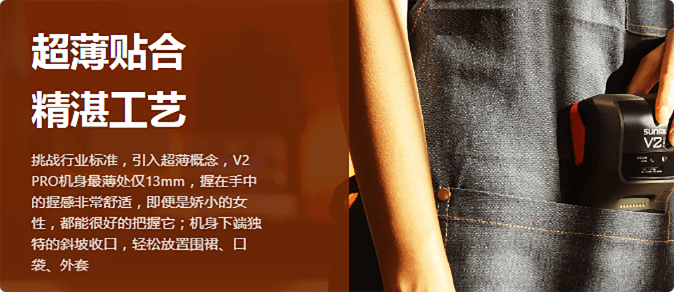 超薄贴合
精湛工艺
挑战行业标准，引入超薄概念，V2
PRO机身最薄处仅13mm，握在手中
的握感非常舒适，即便是娇小的女
性，都能很好的把握它；机身下端独
特的斜坡收口，轻松放置围裙、口
袋、外套
SUNMI
V2